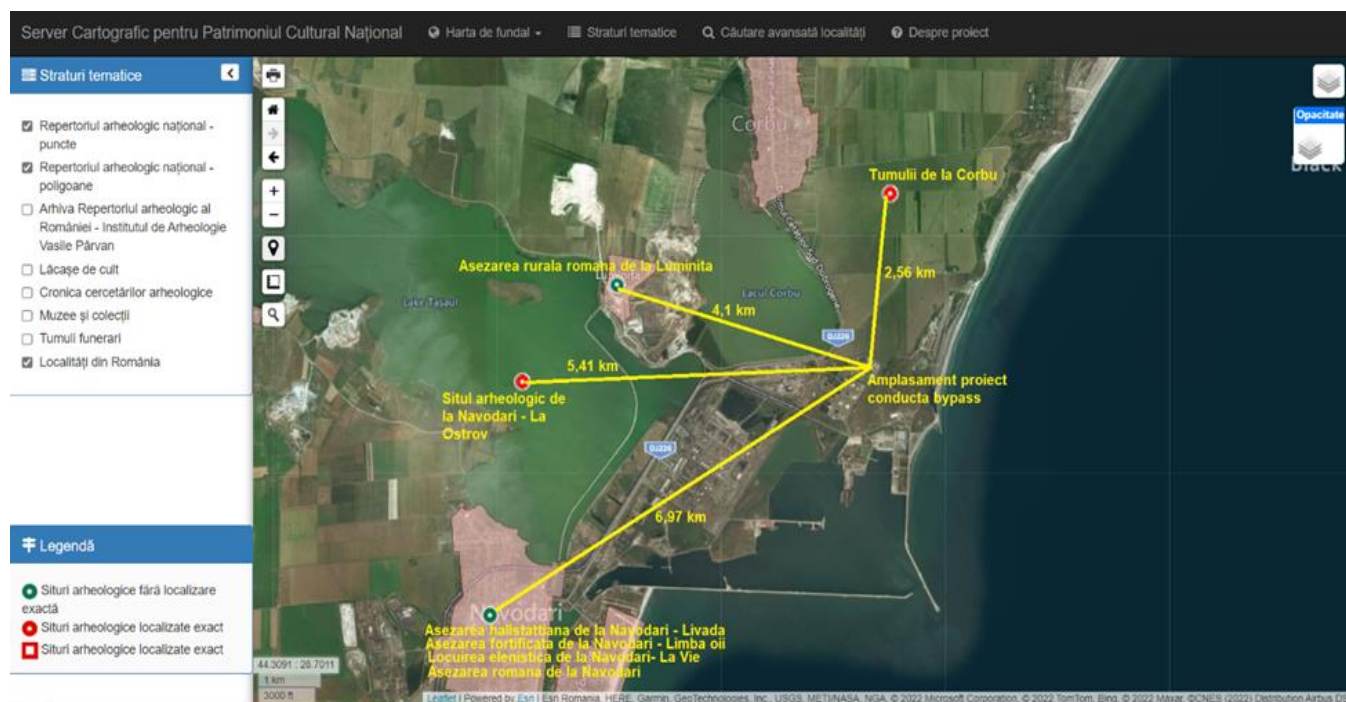 Server Cartografic pentru Patrimoniul Cultural Național
Harta de fundal
Straturi tematice
Căutare avansată localități
Despre proiect
Straturi tematice
Repertoriul arheologic național -
puncte
Repertoriul arheologic național -
poligoane
Arhiva Repertoriul arheologic al
României - Institutul de Arheologie
Vasile Pârvan
Lăcașe de cult
Cronica cercetărilor arheologice
Muzee și colecții
Tumuli funerari
Localități din România
Legendă
Situri arheologice fără localizare
exactă
Situri arheologice localizate exact
Situri arheologice localizate exact
Opacitate
Black
Corbu
Tumulii de la Corbu
2,56 km
Asezarea rurala romana de la Luminita
Lake Tașaul
Lacul Corbu
4,1 km
DJ226
5,41 km
Amplasament proiect
conducta bypass
Situl arheologic de
la Navodari - La
Ostrov
DJ226
6,97 km
Navodari
Asezarea hallstattiana de la Navodari - Livada
Asezarea fortificata de la Navodari - Limba oii
Locuirea elenistica de la Navodari- La Vie
Asezarea romana de la Navodari
44.3091 : 28.7011
1 km
3000 ft
Leaflet | Powered by Esri | Esri Romania, HERE, Garmin, GeoTechnologies, Inc., USGS, METI/NASA, NGA, © 2022 Microsoft Corporation, © 2022 TomTom, Bing, © 2022 Maxar, ©CNES (2022) Distribution Airbus DS